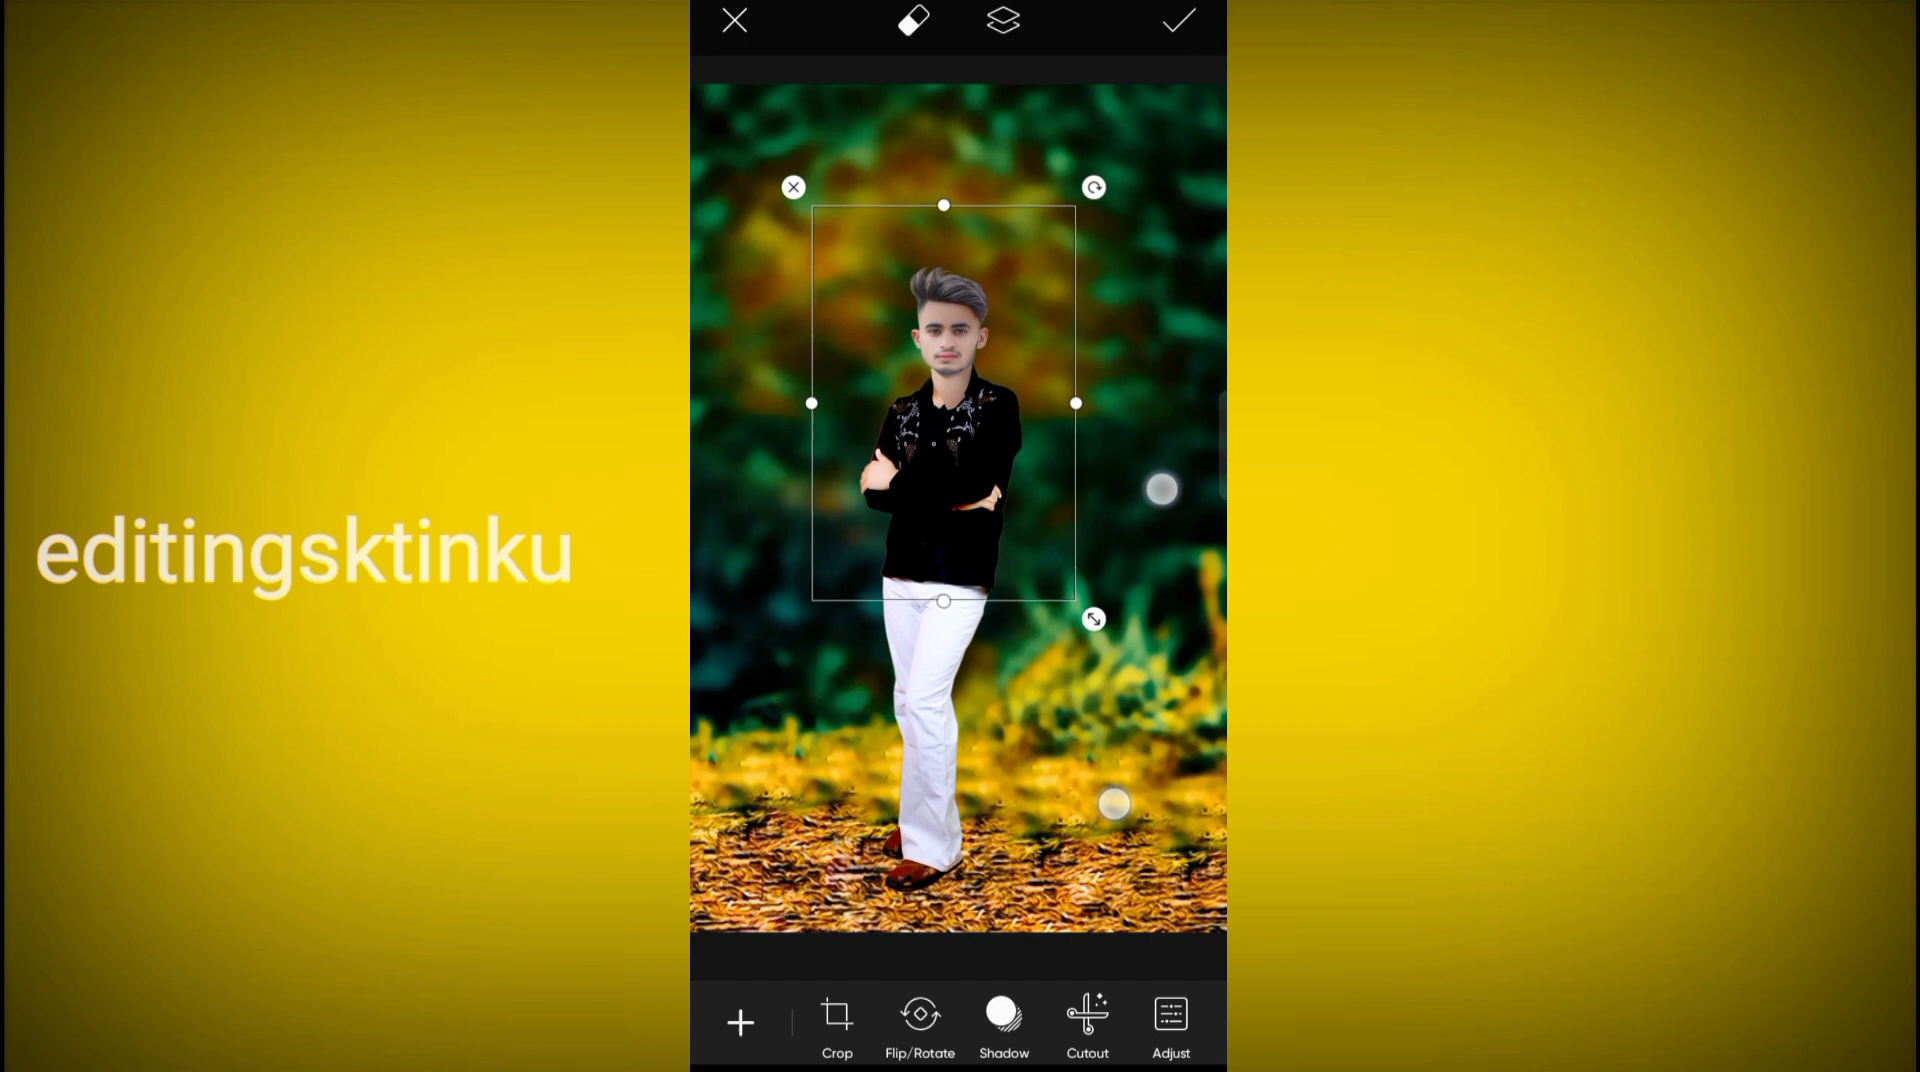 editingsktinku
Crop
Flip/Rotate
Shadow
Cutout
Adjust